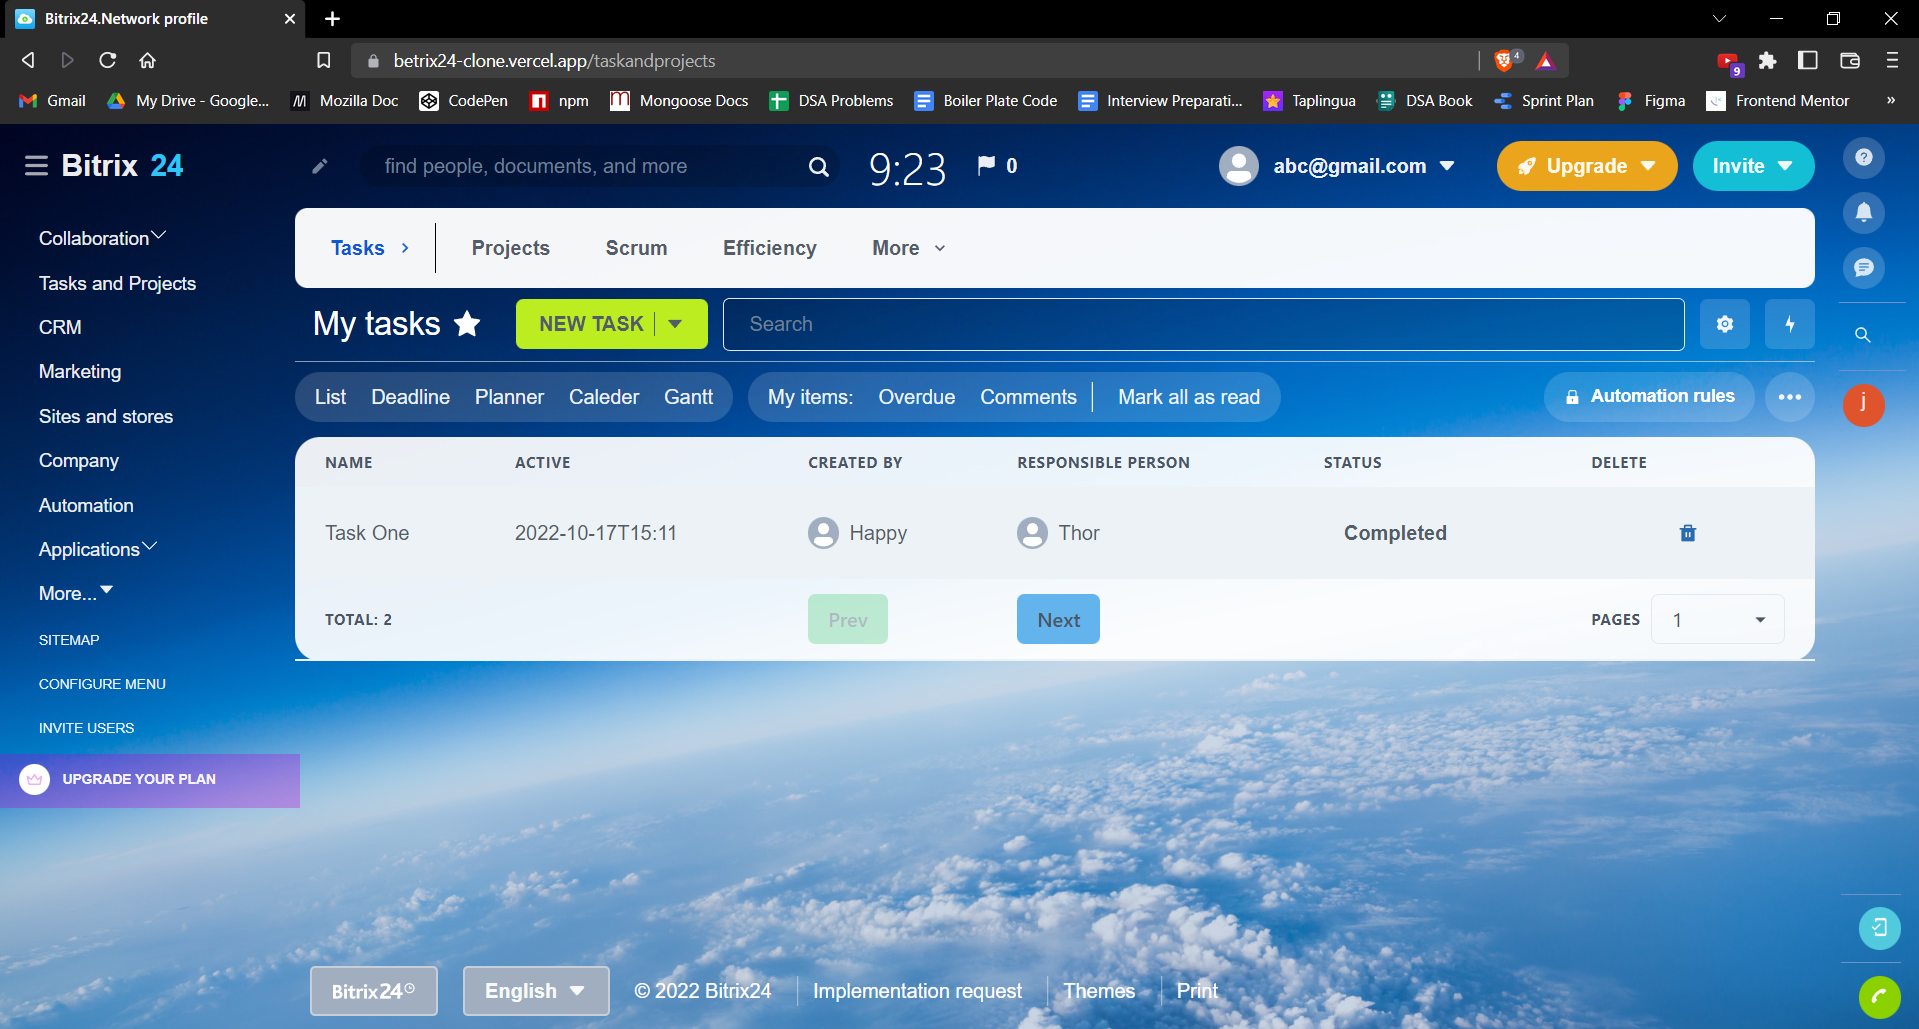 Bitrix24.Network profile
betrix24-clone.vercel.app/taskandprojects
4
9
Gmail My Drive - Google... Mozilla Doc CodePen npm Mongoose Docs DSA Problems Boiler Plate Code Interview Preparati... Taplingua DSA Book Sprint Plan Figma Frontend Mentor »
Bitrix 24
find people, documents, and more
9:23
0
abc@gmail.com
Upgrade
Invite
Collaboration
Tasks and Projects
CRM
Marketing
Sites and stores
Company
Automation
Applications
More...
SITEMAP
CONFIGURE MENU
INVITE USERS
UPGRADE YOUR PLAN
Tasks Projects Scrum Efficiency More
My tasks
NEW TASK
Search
List Deadline Planner Caleder Gantt
My items: Overdue Comments Mark all as read
Automation rules
j
NAME ACTIVE CREATED BY RESPONSIBLE PERSON STATUS DELETE
Task One 2022-10-17T15:11 Happy Thor Completed
TOTAL: 2 Prev Next PAGES 1
Bitrix24
English
© 2022 Bitrix24 Implementation request Themes Print